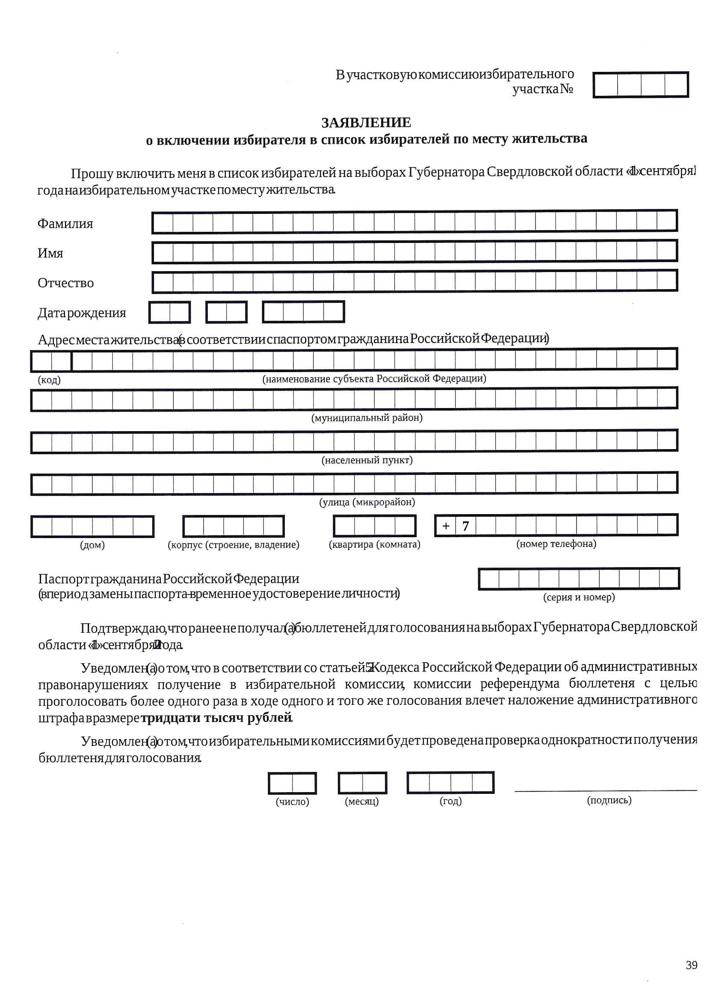 В участковую комиссию избирательного
участка №
ЗАЯВЛЕНИЕ
о включении избирателя в список избирателей по месту жительства
Прошу включить меня в список избирателей на выборах Губернатора Свердловской области «1» сентября
года на избирательном участке по месту жительства.
Фамилия
Имя
Отчество
Дата рождения
Адрес места жительства (в соответствии с паспортом гражданина Российской Федерации)
(код) (наименование субъекта Российской Федерации)
(муниципальный район)
(населенный пункт)
(улица (микрорайон)
+ 7
(дом) (корпус (строение, владение) (квартира (комната) (номер телефона)
Паспорт гражданина Российской Федерации
(в период замены паспорта – временное удостоверение личности)
(серия и номер)
Подтверждаю, что ранее не получал(а) бюллетеней для голосования на выборах Губернатора Свердловской
области «1» сентября года.
Уведомлен(а) о том, что в соответствии со статьей Кодекса Российской Федерации об административных
правонарушениях получение в избирательной комиссии, комиссии референдума бюллетеня с целью
проголосовать более одного раза в ходе одного и того же голосования влечет наложение административного
штрафа в размере тридцати тысяч рублей.
Уведомлен(а) о том, что избирательными комиссиями будет проведена проверка однократности получения
бюллетеня для голосования.
(число) (месяц) (год) (подпись)
39